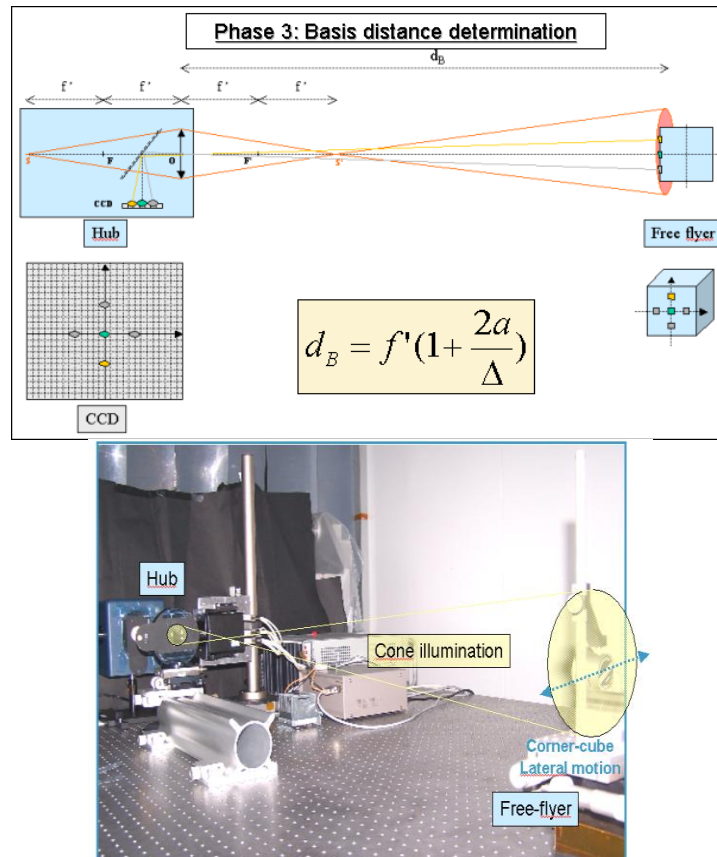 Phase 3: Basis distance determination
d_B
f' f' f' f'
S F O F' S'
CCD
Hub
Free flyer
d_B = f'(1 + 2a/Δ)
CCD
Hub
Cone illumination
Corner-cube
Lateral motion
Free-flyer